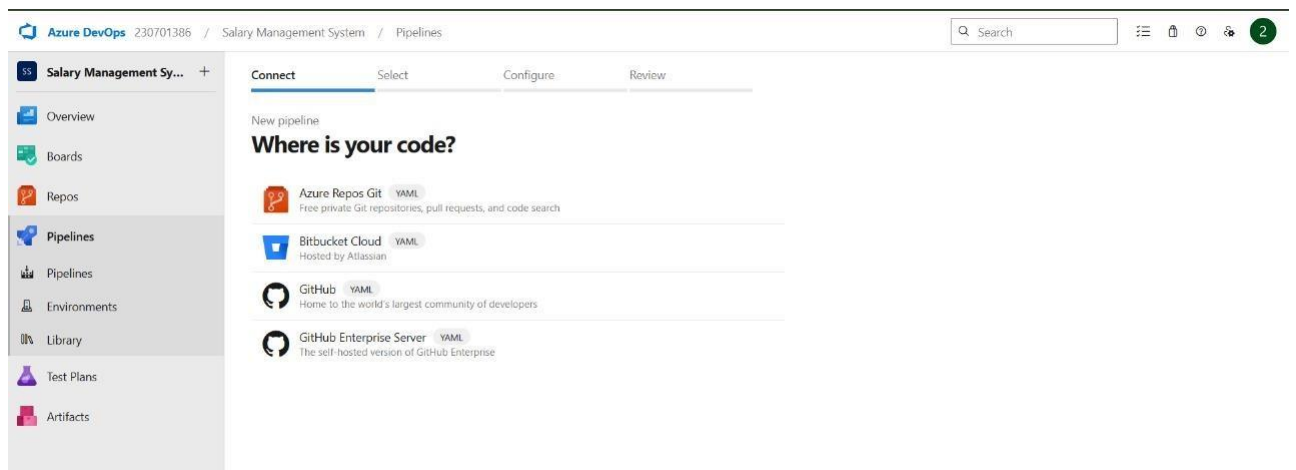 Azure DevOps 230701386 / Salary Management System / Pipelines
Search
2
SS Salary Management Sy... +
Overview
Boards
Repos
Pipelines
Pipelines
Environments
Library
Test Plans
Artifacts
Connect Select Configure Review
New pipeline
Where is your code?
Azure Repos Git YAML
Free private Git repositories, pull requests, and code search
Bitbucket Cloud YAML
Hosted by Atlassian
GitHub YAML
Home to the world's largest community of developers
GitHub Enterprise Server YAML
The self-hosted version of GitHub Enterprise